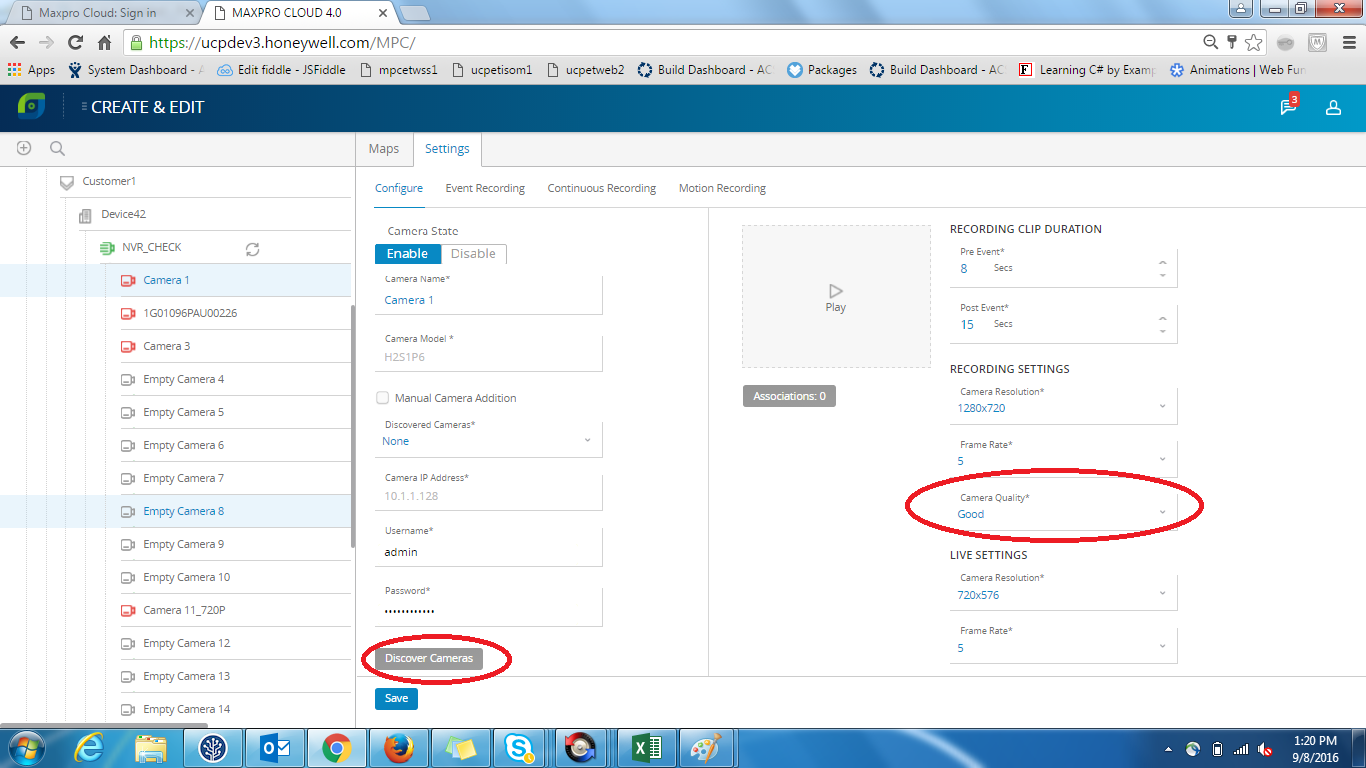 Maxpro Cloud: Sign in
MAXPRO CLOUD 4.0
https://ucpdev3.honeywell.com/MPC/
Apps
System Dashboard - A
Edit fiddle - JSFiddle
mpcetwss1
ucpetisom1
ucpetweb2
Build Dashboard - AC
Packages
Build Dashboard - AC
Learning C# by Examp
Animations | Web Fun
CREATE & EDIT
3
Maps
Settings
Customer1
Device42
NVR_CHECK
Camera 1
1G01096PAU00226
Camera 3
Empty Camera 4
Empty Camera 5
Empty Camera 6
Empty Camera 7
Empty Camera 8
Empty Camera 9
Empty Camera 10
Camera 11_720P
Empty Camera 12
Empty Camera 13
Empty Camera 14
Configure
Event Recording
Continuous Recording
Motion Recording
Camera State
Enable
Disable
Camera Name*
Camera 1
Camera Model *
H2S1P6
Manual Camera Addition
Discovered Cameras*
None
Camera IP Address*
10.1.1.128
Username*
admin
Password*
••••••••••••
Discover Cameras
Save
Play
Associations: 0
RECORDING CLIP DURATION
Pre Event*
8 Secs
Post Event*
15 Secs
RECORDING SETTINGS
Camera Resolution*
1280x720
Frame Rate*
5
Camera Quality*
Good
LIVE SETTINGS
Camera Resolution*
720x576
Frame Rate*
5
1:20 PM
9/8/2016